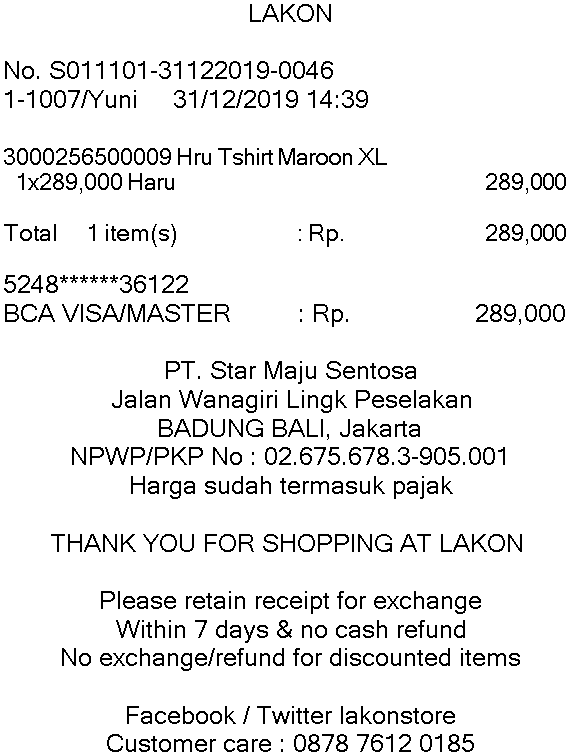 LAKON
No. S011101-31122019-0046
1-1007/Yuni 31/12/2019 14:39
3000256500009 Hru Tshirt Maroon XL
1x289,000 Haru 289,000
Total 1 item(s) : Rp. 289,000
5248******36122
BCA VISA/MASTER : Rp. 289,000
PT. Star Maju Sentosa
Jalan Wanagiri Lingk Peselakan
BADUNG BALI, Jakarta
NPWP/PKP No : 02.675.678.3-905.001
Harga sudah termasuk pajak
THANK YOU FOR SHOPPING AT LAKON
Please retain receipt for exchange
Within 7 days & no cash refund
No exchange/refund for discounted items
Facebook / Twitter lakonstore
Customer care : 0878 7612 0185